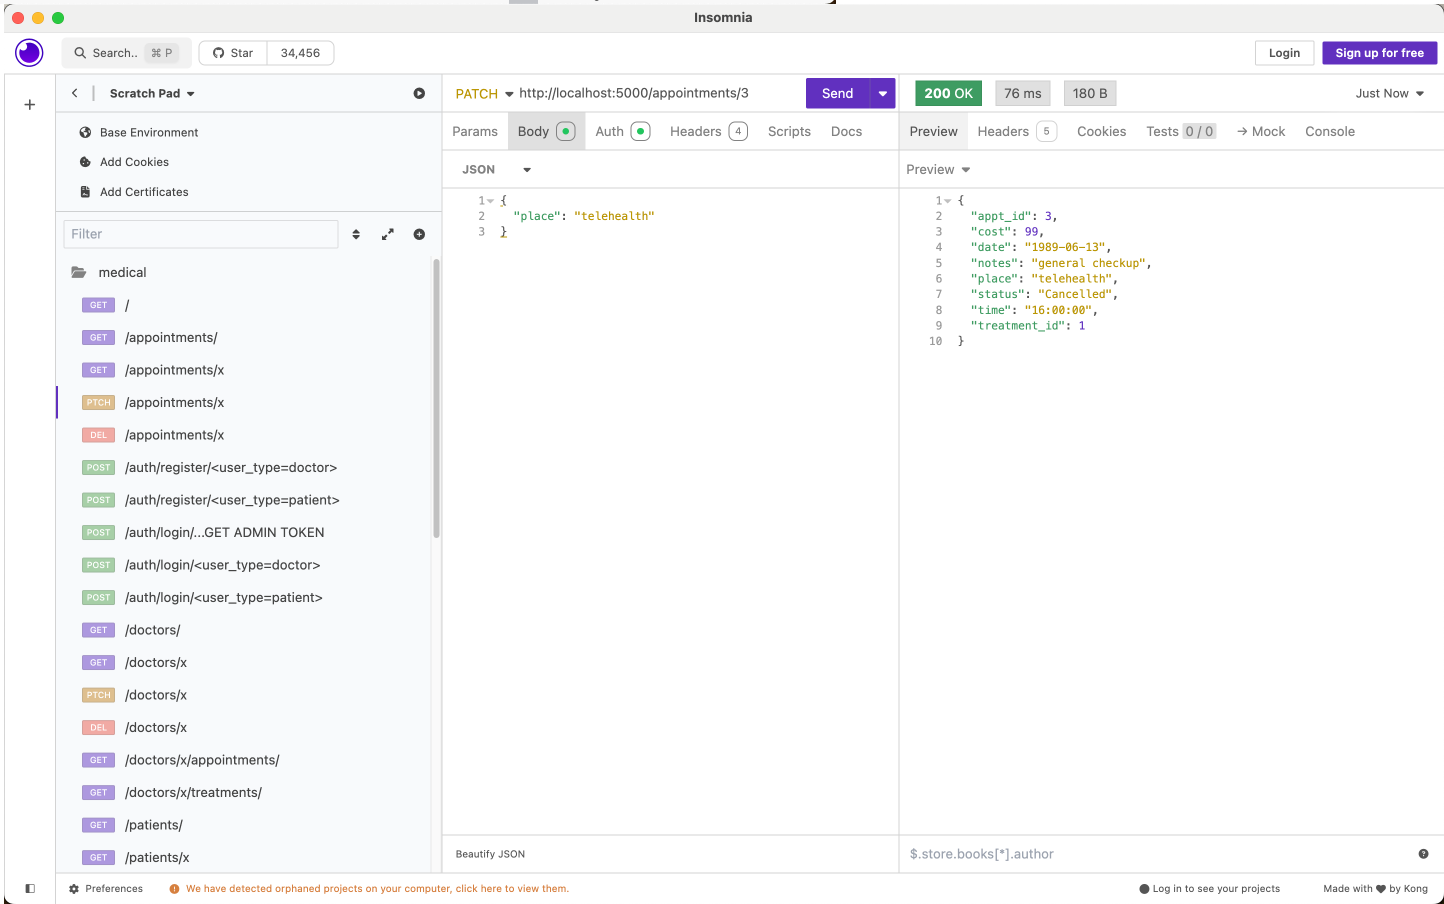 Insomnia
Search.. ⌘ P
Star 34,456
Login
Sign up for free
Scratch Pad
Base Environment
Add Cookies
Add Certificates
Filter
medical
GET /
GET /appointments/
GET /appointments/x
PTCH /appointments/x
DEL /appointments/x
POST /auth/register/<user_type=doctor>
POST /auth/register/<user_type=patient>
POST /auth/login/...GET ADMIN TOKEN
POST /auth/login/<user_type=doctor>
POST /auth/login/<user_type=patient>
GET /doctors/
GET /doctors/x
PTCH /doctors/x
DEL /doctors/x
GET /doctors/x/appointments/
GET /doctors/x/treatments/
GET /patients/
GET /patients/x
PATCH http://localhost:5000/appointments/3 Send
Params Body Auth Headers 4 Scripts Docs
JSON
1 {
2 "place": "telehealth"
3 }
Beautify JSON
200 OK 76 ms 180 B Just Now
Preview Headers 5 Cookies Tests 0 / 0 → Mock Console
Preview
1 {
2 "appt_id": 3,
3 "cost": 99,
4 "date": "1989-06-13",
5 "notes": "general checkup",
6 "place": "telehealth",
7 "status": "Cancelled",
8 "time": "16:00:00",
9 "treatment_id": 1
10 }
$.store.books[*].author
Preferences
We have detected orphaned projects on your computer, click here to view them.
Log in to see your projects
Made with ♥ by Kong